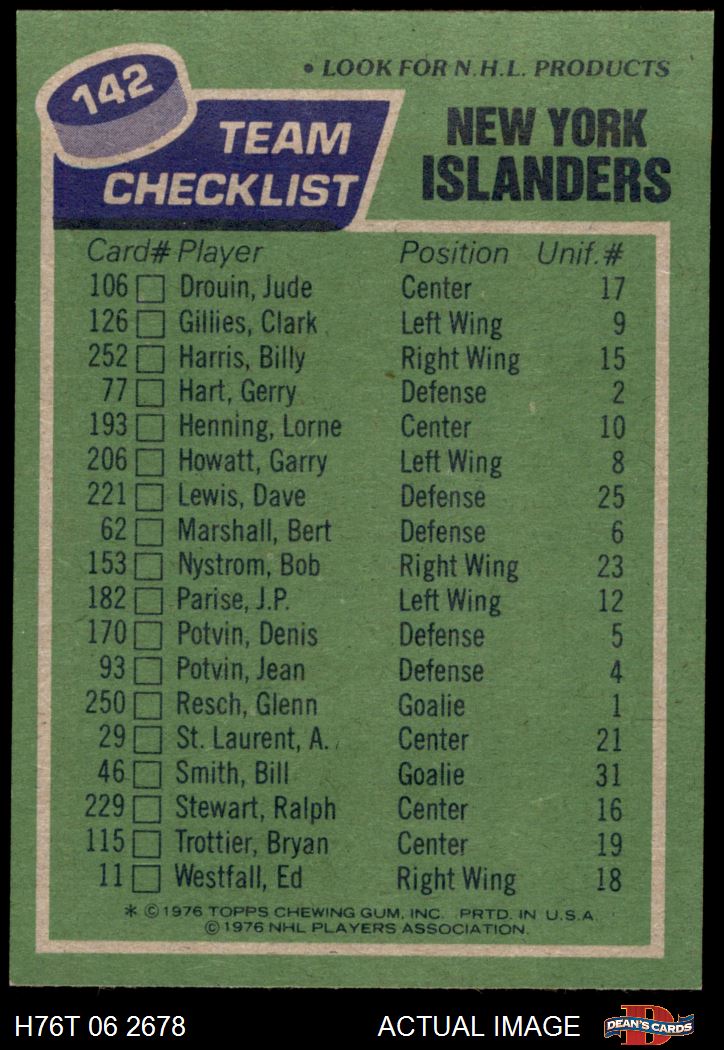 142
• LOOK FOR N.H.L. PRODUCTS
TEAM CHECKLIST
NEW YORK ISLANDERS
Card# Player Position Unif.#
106 Drouin, Jude Center 17
126 Gillies, Clark Left Wing 9
252 Harris, Billy Right Wing 15
77 Hart, Gerry Defense 2
193 Henning, Lorne Center 10
206 Howatt, Garry Left Wing 8
221 Lewis, Dave Defense 25
62 Marshall, Bert Defense 6
153 Nystrom, Bob Right Wing 23
182 Parise, J.P. Left Wing 12
170 Potvin, Denis Defense 5
93 Potvin, Jean Defense 4
250 Resch, Glenn Goalie 1
29 St. Laurent, A. Center 21
46 Smith, Bill Goalie 31
229 Stewart, Ralph Center 16
115 Trottier, Bryan Center 19
11 Westfall, Ed Right Wing 18
* © 1976 TOPPS CHEWING GUM, INC. PRTD. IN U.S.A.
© 1976 NHL PLAYERS ASSOCIATION.
H76T 06 2678 ACTUAL IMAGE DEAN'S CARDS